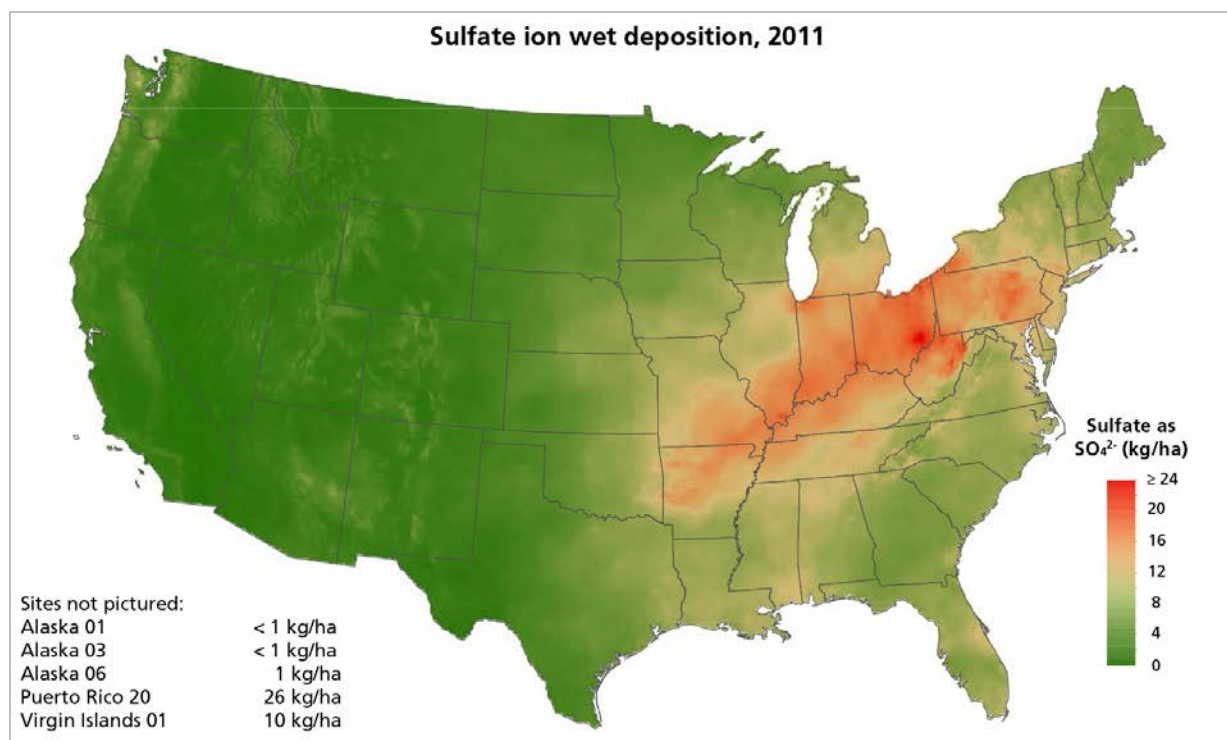 Sulfate ion wet deposition, 2011
Sulfate as
SO₄²⁻ (kg/ha)
≥ 24
20
16
12
8
4
0
Sites not pictured:
Alaska 01 < 1 kg/ha
Alaska 03 < 1 kg/ha
Alaska 06 1 kg/ha
Puerto Rico 20 26 kg/ha
Virgin Islands 01 10 kg/ha